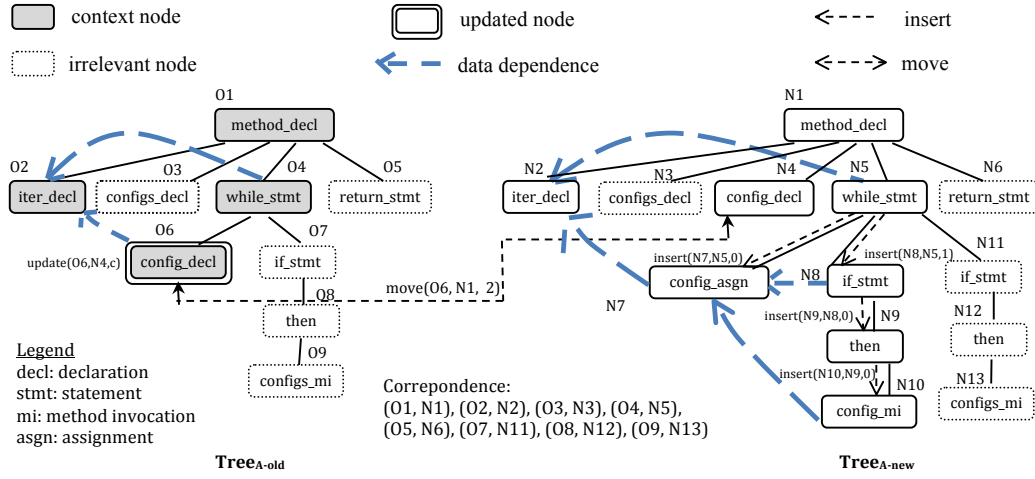 context node
updated node
insert
irrelevant node
data dependence
move
O1
method_decl
O2
O3
O4
O5
iter_decl
configs_decl
while_stmt
return_stmt
O6
O7
update(O6,N4,c)
config_decl
if_stmt
move(O6, N1, 2)
O8
then
O9
configs_mi
Legend
decl: declaration
stmt: statement
mi: method invocation
asgn: assignment
TreeA-old
N1
method_decl
N2
N3
N4
N5
N6
iter_decl
configs_decl
config_decl
while_stmt
return_stmt
insert(N7,N5,0)
insert(N8,N5,1)
N11
N7
config_asgn
N8
if_stmt
if_stmt
insert(N9,N8,0)
N9
N12
then
then
insert(N10,N9,0)
N10
N13
config_mi
configs_mi
Correpondence:
(O1, N1), (O2, N2), (O3, N3), (O4, N5),
(O5, N6), (O7, N11), (O8, N12), (O9, N13)
TreeA-new